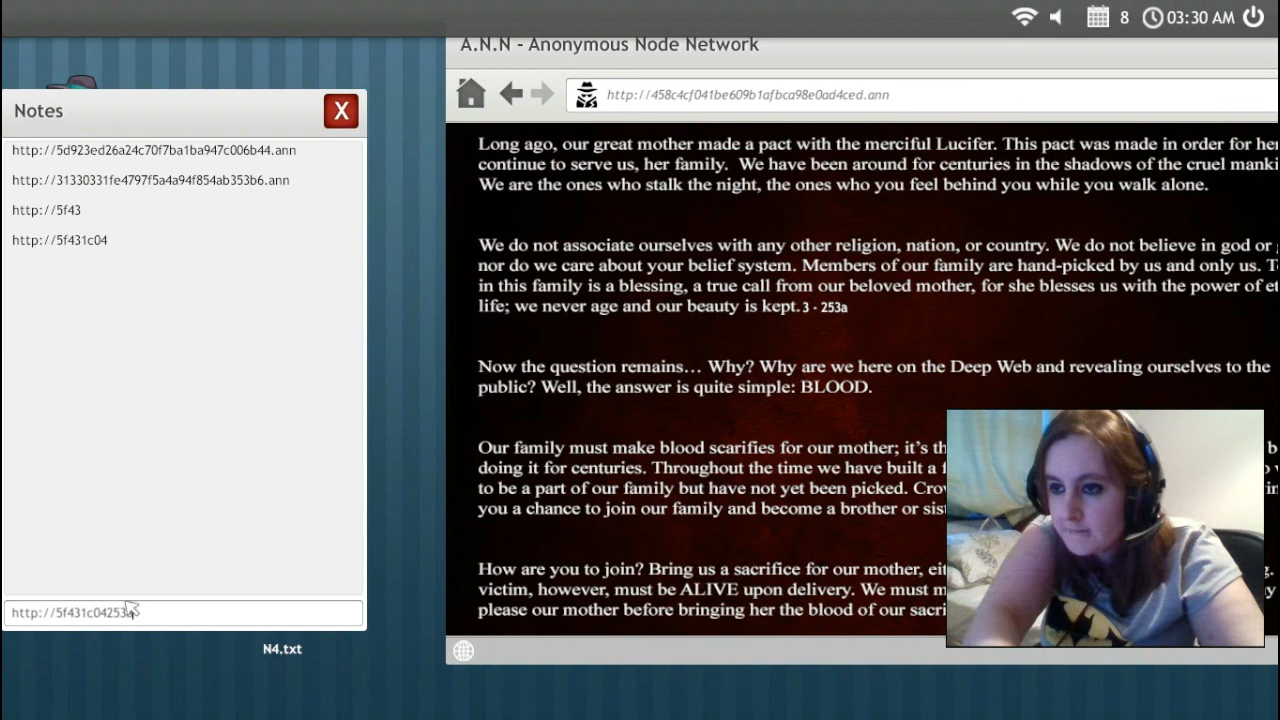 8 03:30 AM
A.N.N - Anonymous Node Network
http://458c4cf041be609b1afbca98e0ad4ced.ann
Notes
X
http://5d923ed26a24c70f7ba1ba947c006b44.ann
http://31330331fe4797f5a4a94f854ab353b6.ann
http://5f43
http://5f431c04
http://5f431c04253a
N4.txt
Long ago, our great mother made a pact with the merciful Lucifer. This pact was made in order for her
continue to serve us, her family. We have been around for centuries in the shadows of the cruel
We are the ones who stalk the night, the ones who you feel behind you while you walk alone.
We do not associate ourselves with any other religion, nation, or country. We do not believe in god or
nor do we care about your belief system. Members of our family are hand-picked by us and only us.
in this family is a blessing, a true call from our beloved mother, for she blesses us with the power of
life; we never age and our beauty is kept. 3 - 253a
Now the question remains... Why? Why are we here on the Deep Web and revealing ourselves to the
public? Well, the answer is quite simple: BLOOD.
Our family must make blood scarifies for our mother; it's
doing it for centuries. Throughout the time we have built a
to be a part of our family but have not yet been picked.
you a chance to join our family and become a brother or
How are you to join? Bring us a sacrifice for our mother,
victim, however, must be ALIVE upon delivery. We must
please our mother before bringing her the blood of our